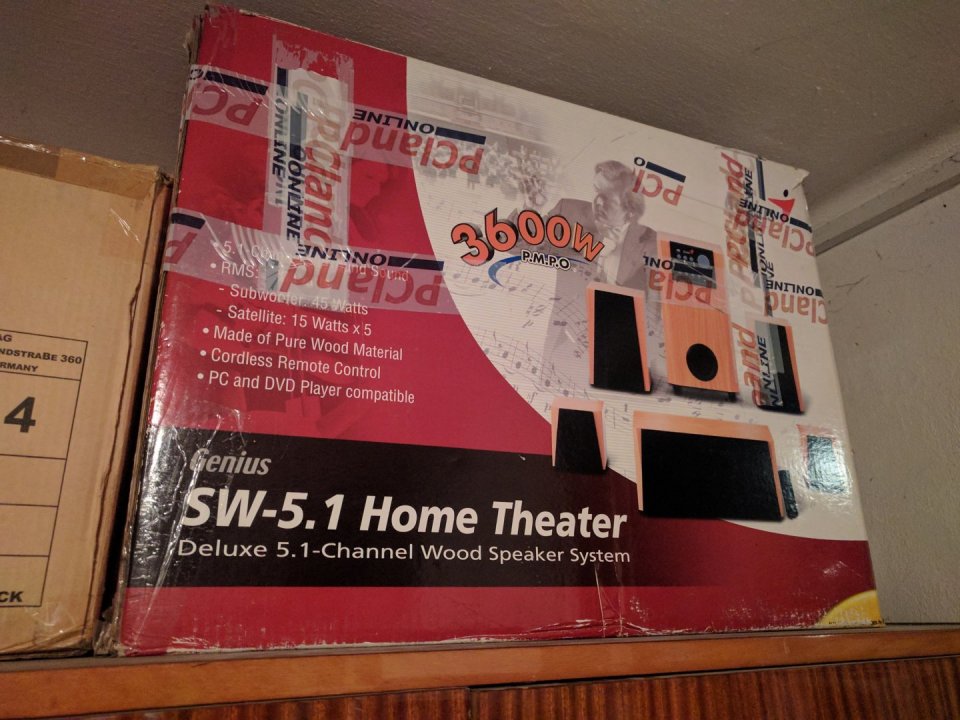 PCland
ONLINE
PCland
ONLINE
PCland
ONLINE
3600W
P.M.P.O
• 5.1
• RMS:
- Subwoofer: 45 Watts
- Satellite: 15 Watts x 5
• Made of Pure Wood Material
• Cordless Remote Control
• PC and DVD Player compatible
PCland
ONLINE
PCland
ONLINE
Genius
SW-5.1 Home Theater
Deluxe 5.1-Channel Wood Speaker System
AG
NDSTRAßE 360
RMANY
4
CK